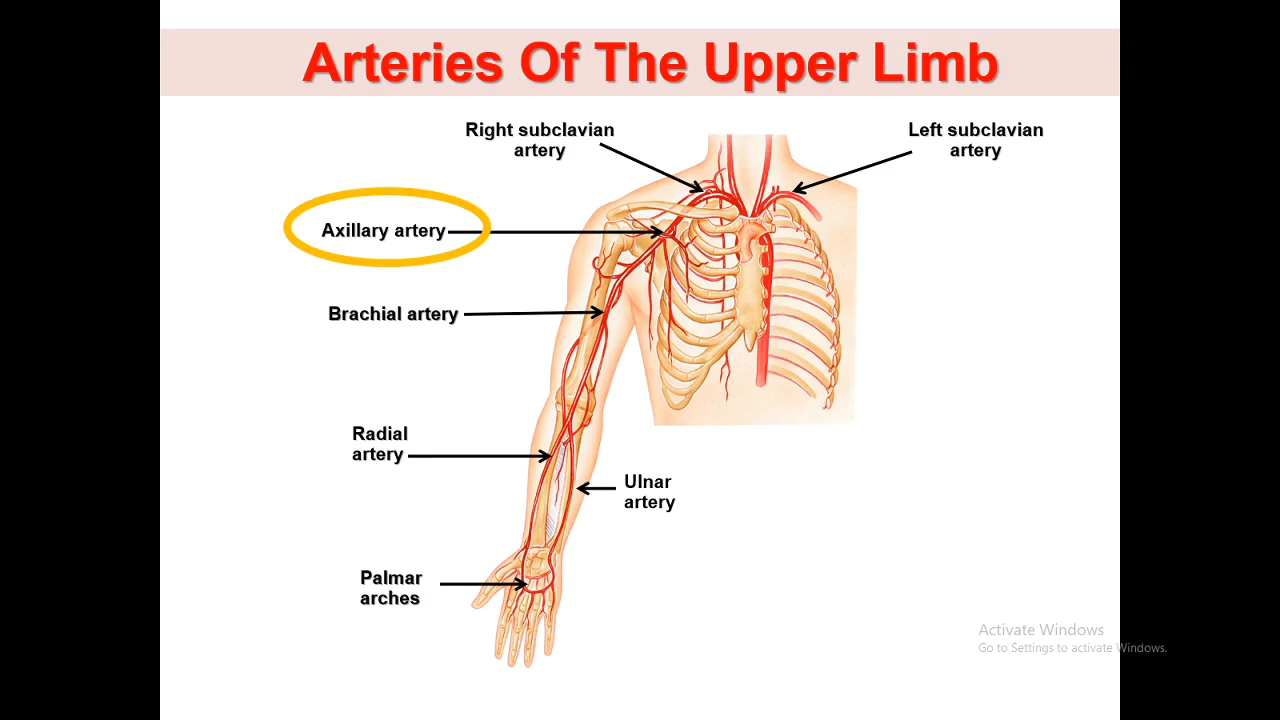 Arteries Of The Upper Limb
Right subclavian
artery
Left subclavian
artery
Axillary artery
Brachial artery
Radial
artery
Ulnar
artery
Palmar
arches
Activate Windows
Go to Settings to activate Windows.